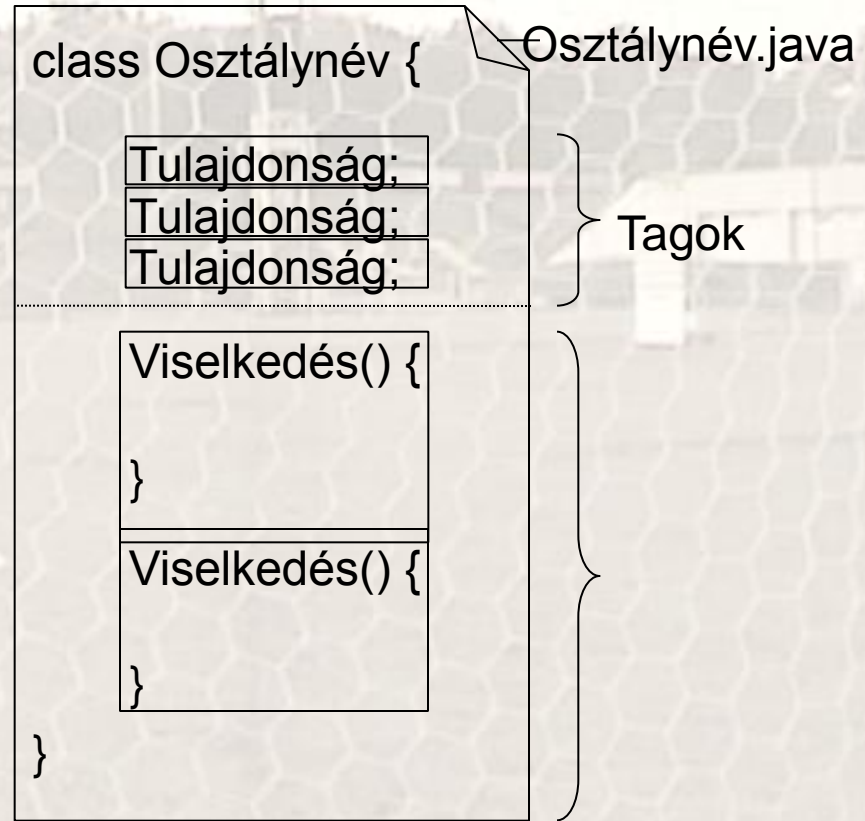 class Osztálynév {
Osztálynév.java
Tulajdonság;
Tulajdonság;
Tulajdonság;
Tagok
Viselkedés() {
}
Viselkedés() {
}
}